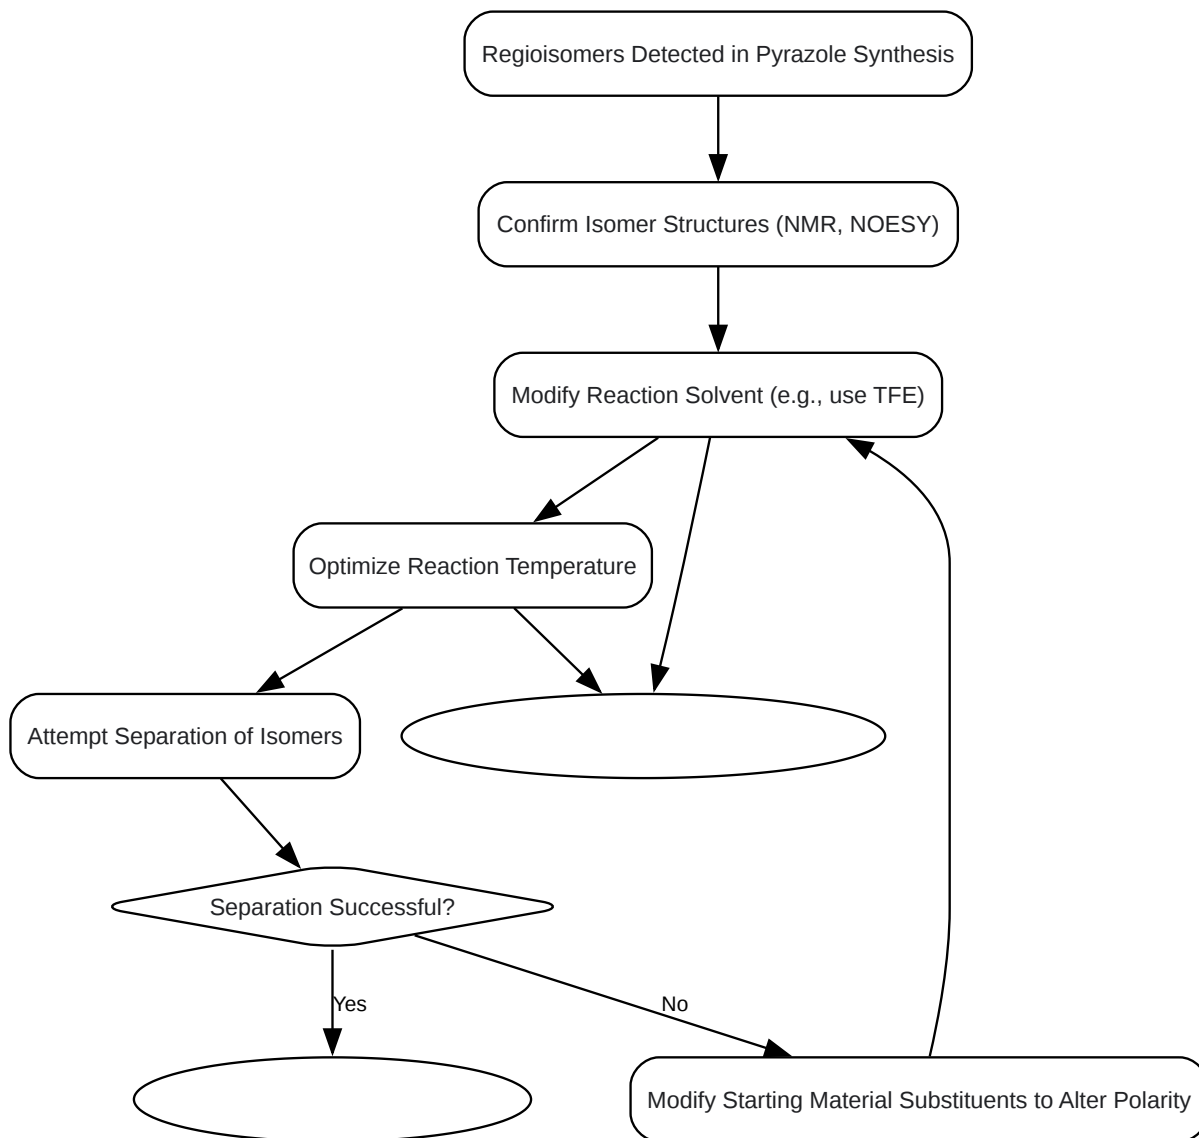 Regioisomers Detected in Pyrazole Synthesis
Confirm Isomer Structures (NMR, NOESY)
Modify Reaction Solvent (e.g., use TFE)
Optimize Reaction Temperature
Attempt Separation of Isomers
Separation Successful?
Yes
No
Modify Starting Material Substituents to Alter Polarity